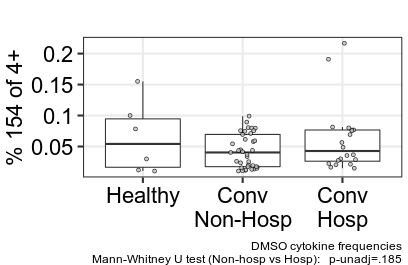 % 154 of 4+
0.2
0.15
0.1
0.05
Healthy
Conv
Non-Hosp
Conv
Hosp
DMSO cytokine frequencies
Mann-Whitney U test (Non-hosp vs Hosp): p-unadj=.185